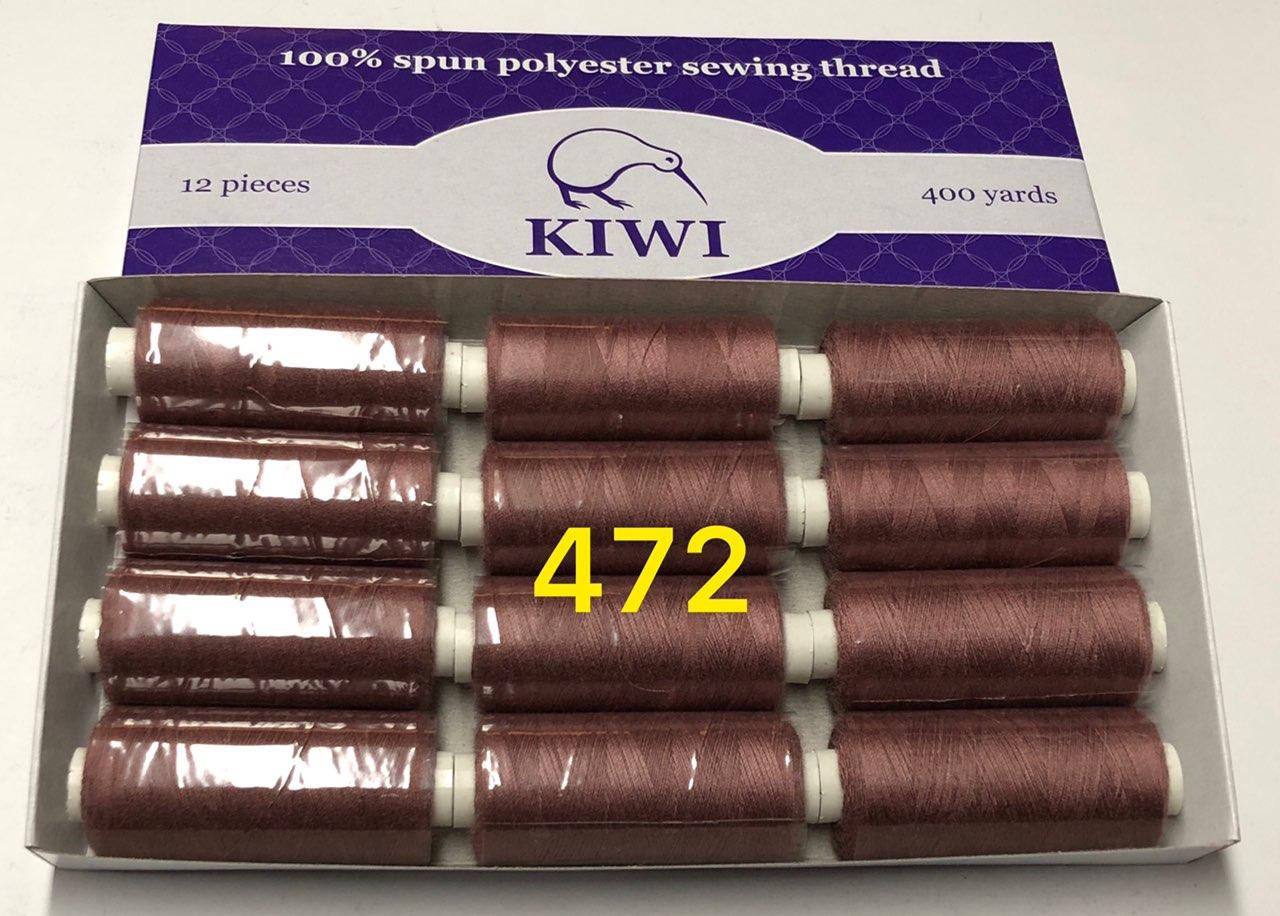 100% spun polyester sewing thread
12 pieces
400 yards
KIWI
472